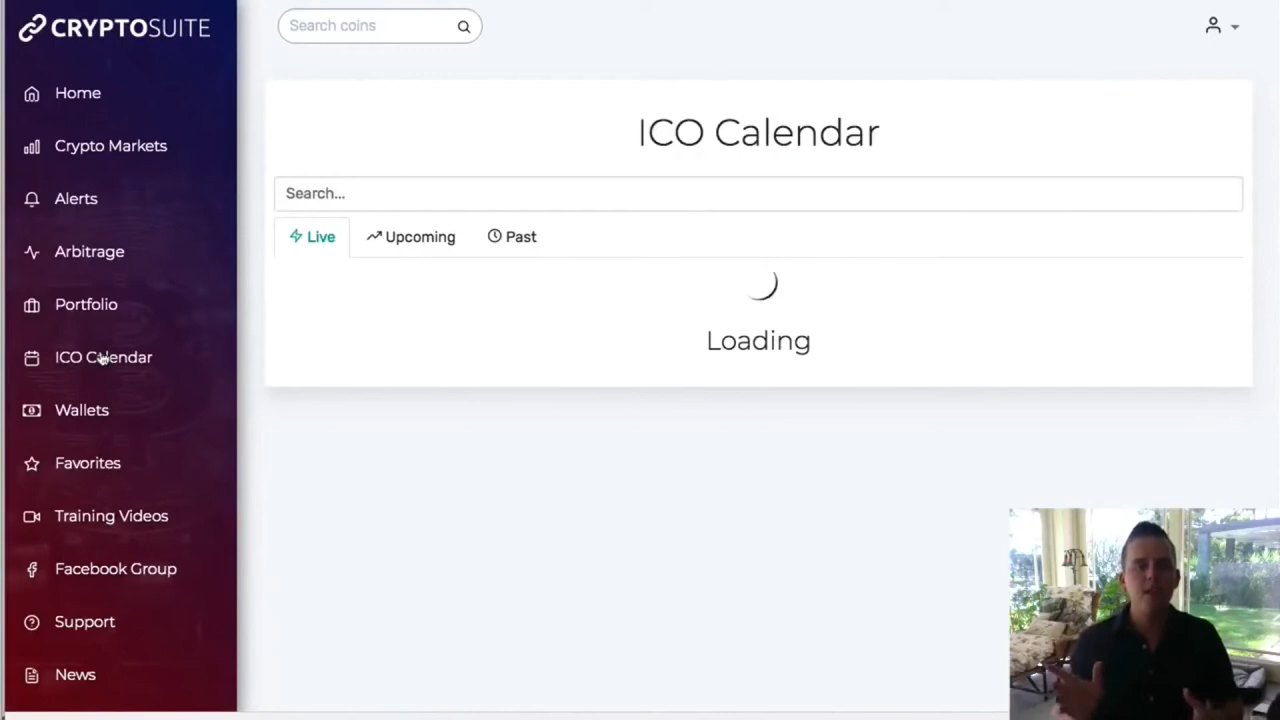 CRYPTOSUITE
Search coins
Home
Crypto Markets
Alerts
Arbitrage
Portfolio
ICO Calendar
Wallets
Favorites
Training Videos
Facebook Group
Support
News
ICO Calendar
Search...
Live
Upcoming
Past
Loading